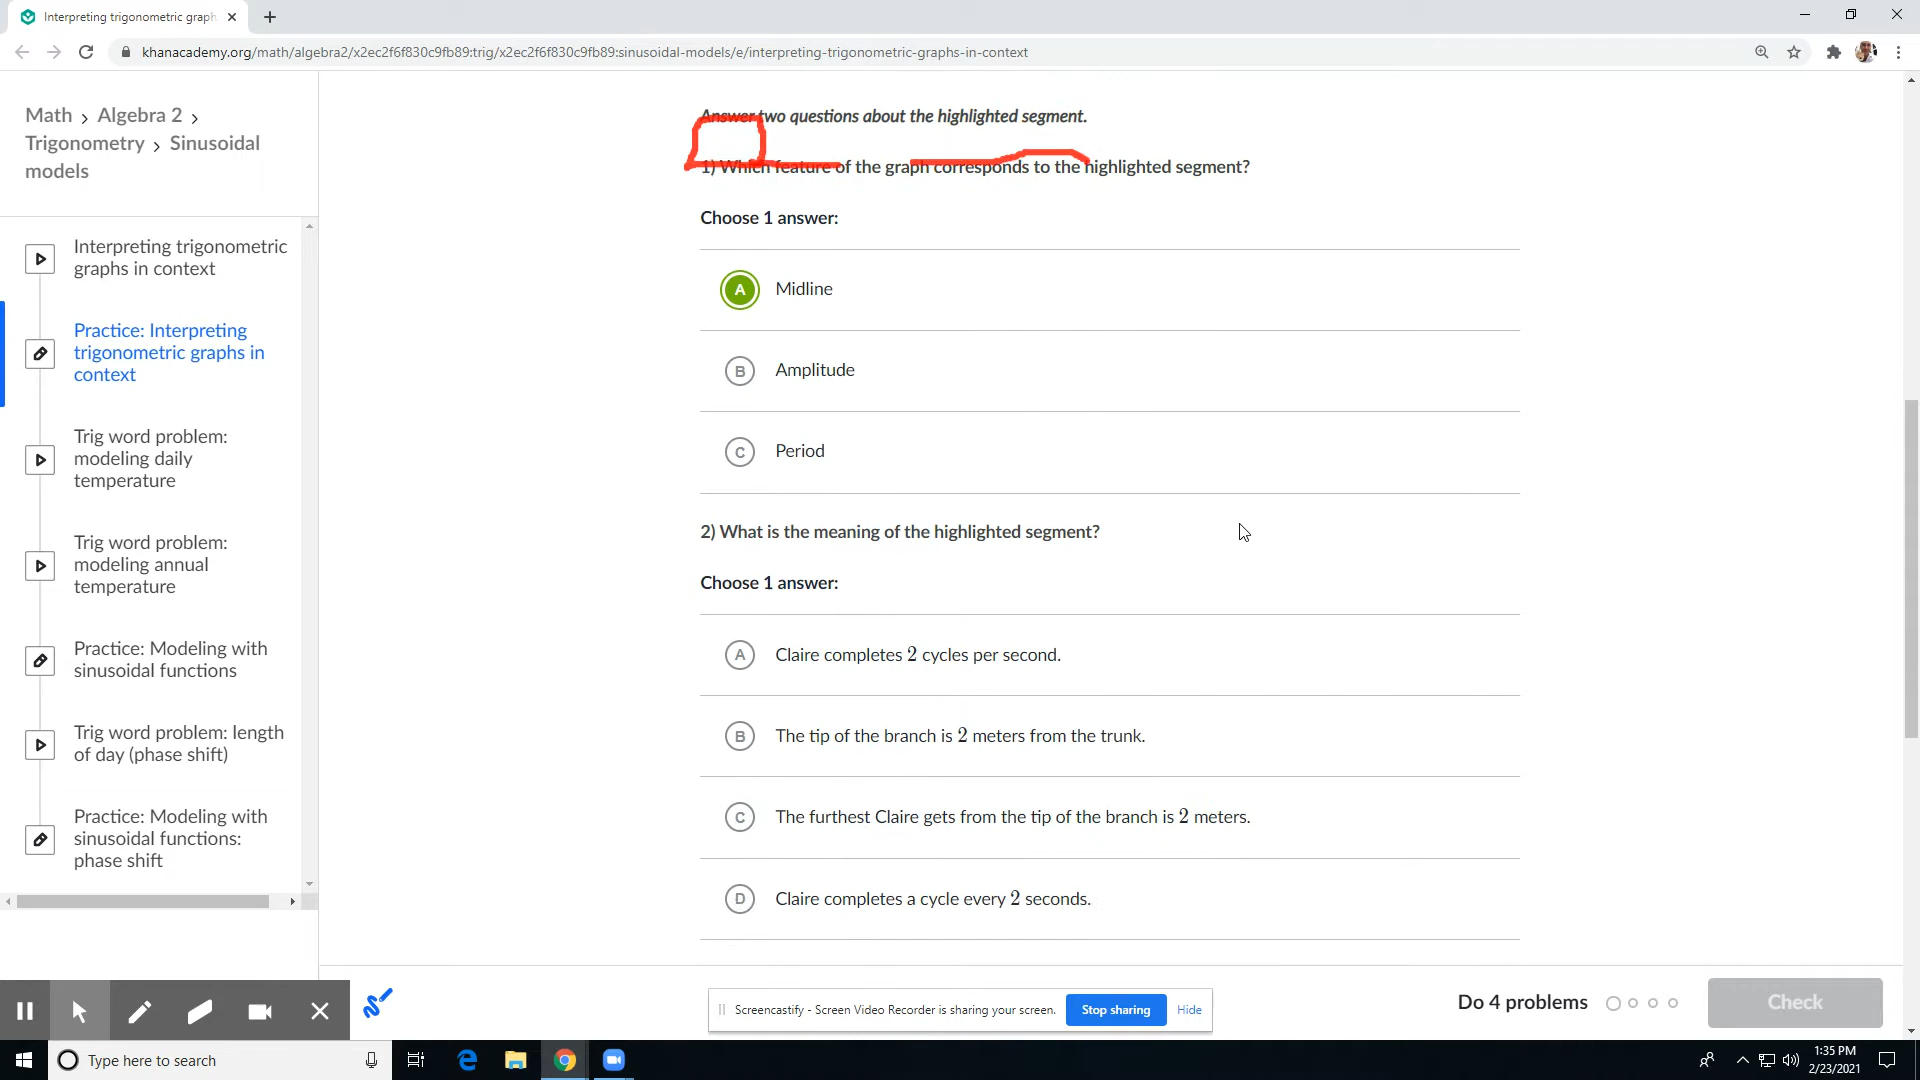 Interpreting trigonometric graph
khanacademy.org/math/algebra2/x2ec2f6f830c9fb89:trig/x2ec2f6f830c9fb89:sinusoidal-models/e/interpreting-trigonometric-graphs-in-context
Math > Algebra 2 >
Trigonometry > Sinusoidal
models
Interpreting trigonometric
graphs in context
Practice: Interpreting
trigonometric graphs in
context
Trig word problem:
modeling daily
temperature
Trig word problem:
modeling annual
temperature
Practice: Modeling with
sinusoidal functions
Trig word problem: length
of day (phase shift)
Practice: Modeling with
sinusoidal functions:
phase shift
Answer two questions about the highlighted segment.
1) Which feature of the graph corresponds to the highlighted segment?
Choose 1 answer:
A Midline
B Amplitude
C Period
2) What is the meaning of the highlighted segment?
Choose 1 answer:
A Claire completes 2 cycles per second.
B The tip of the branch is 2 meters from the trunk.
C The furthest Claire gets from the tip of the branch is 2 meters.
D Claire completes a cycle every 2 seconds.
Screencastify - Screen Video Recorder is sharing your screen. Stop sharing Hide
Do 4 problems
Check
Type here to search
1:35 PM
2/23/2021